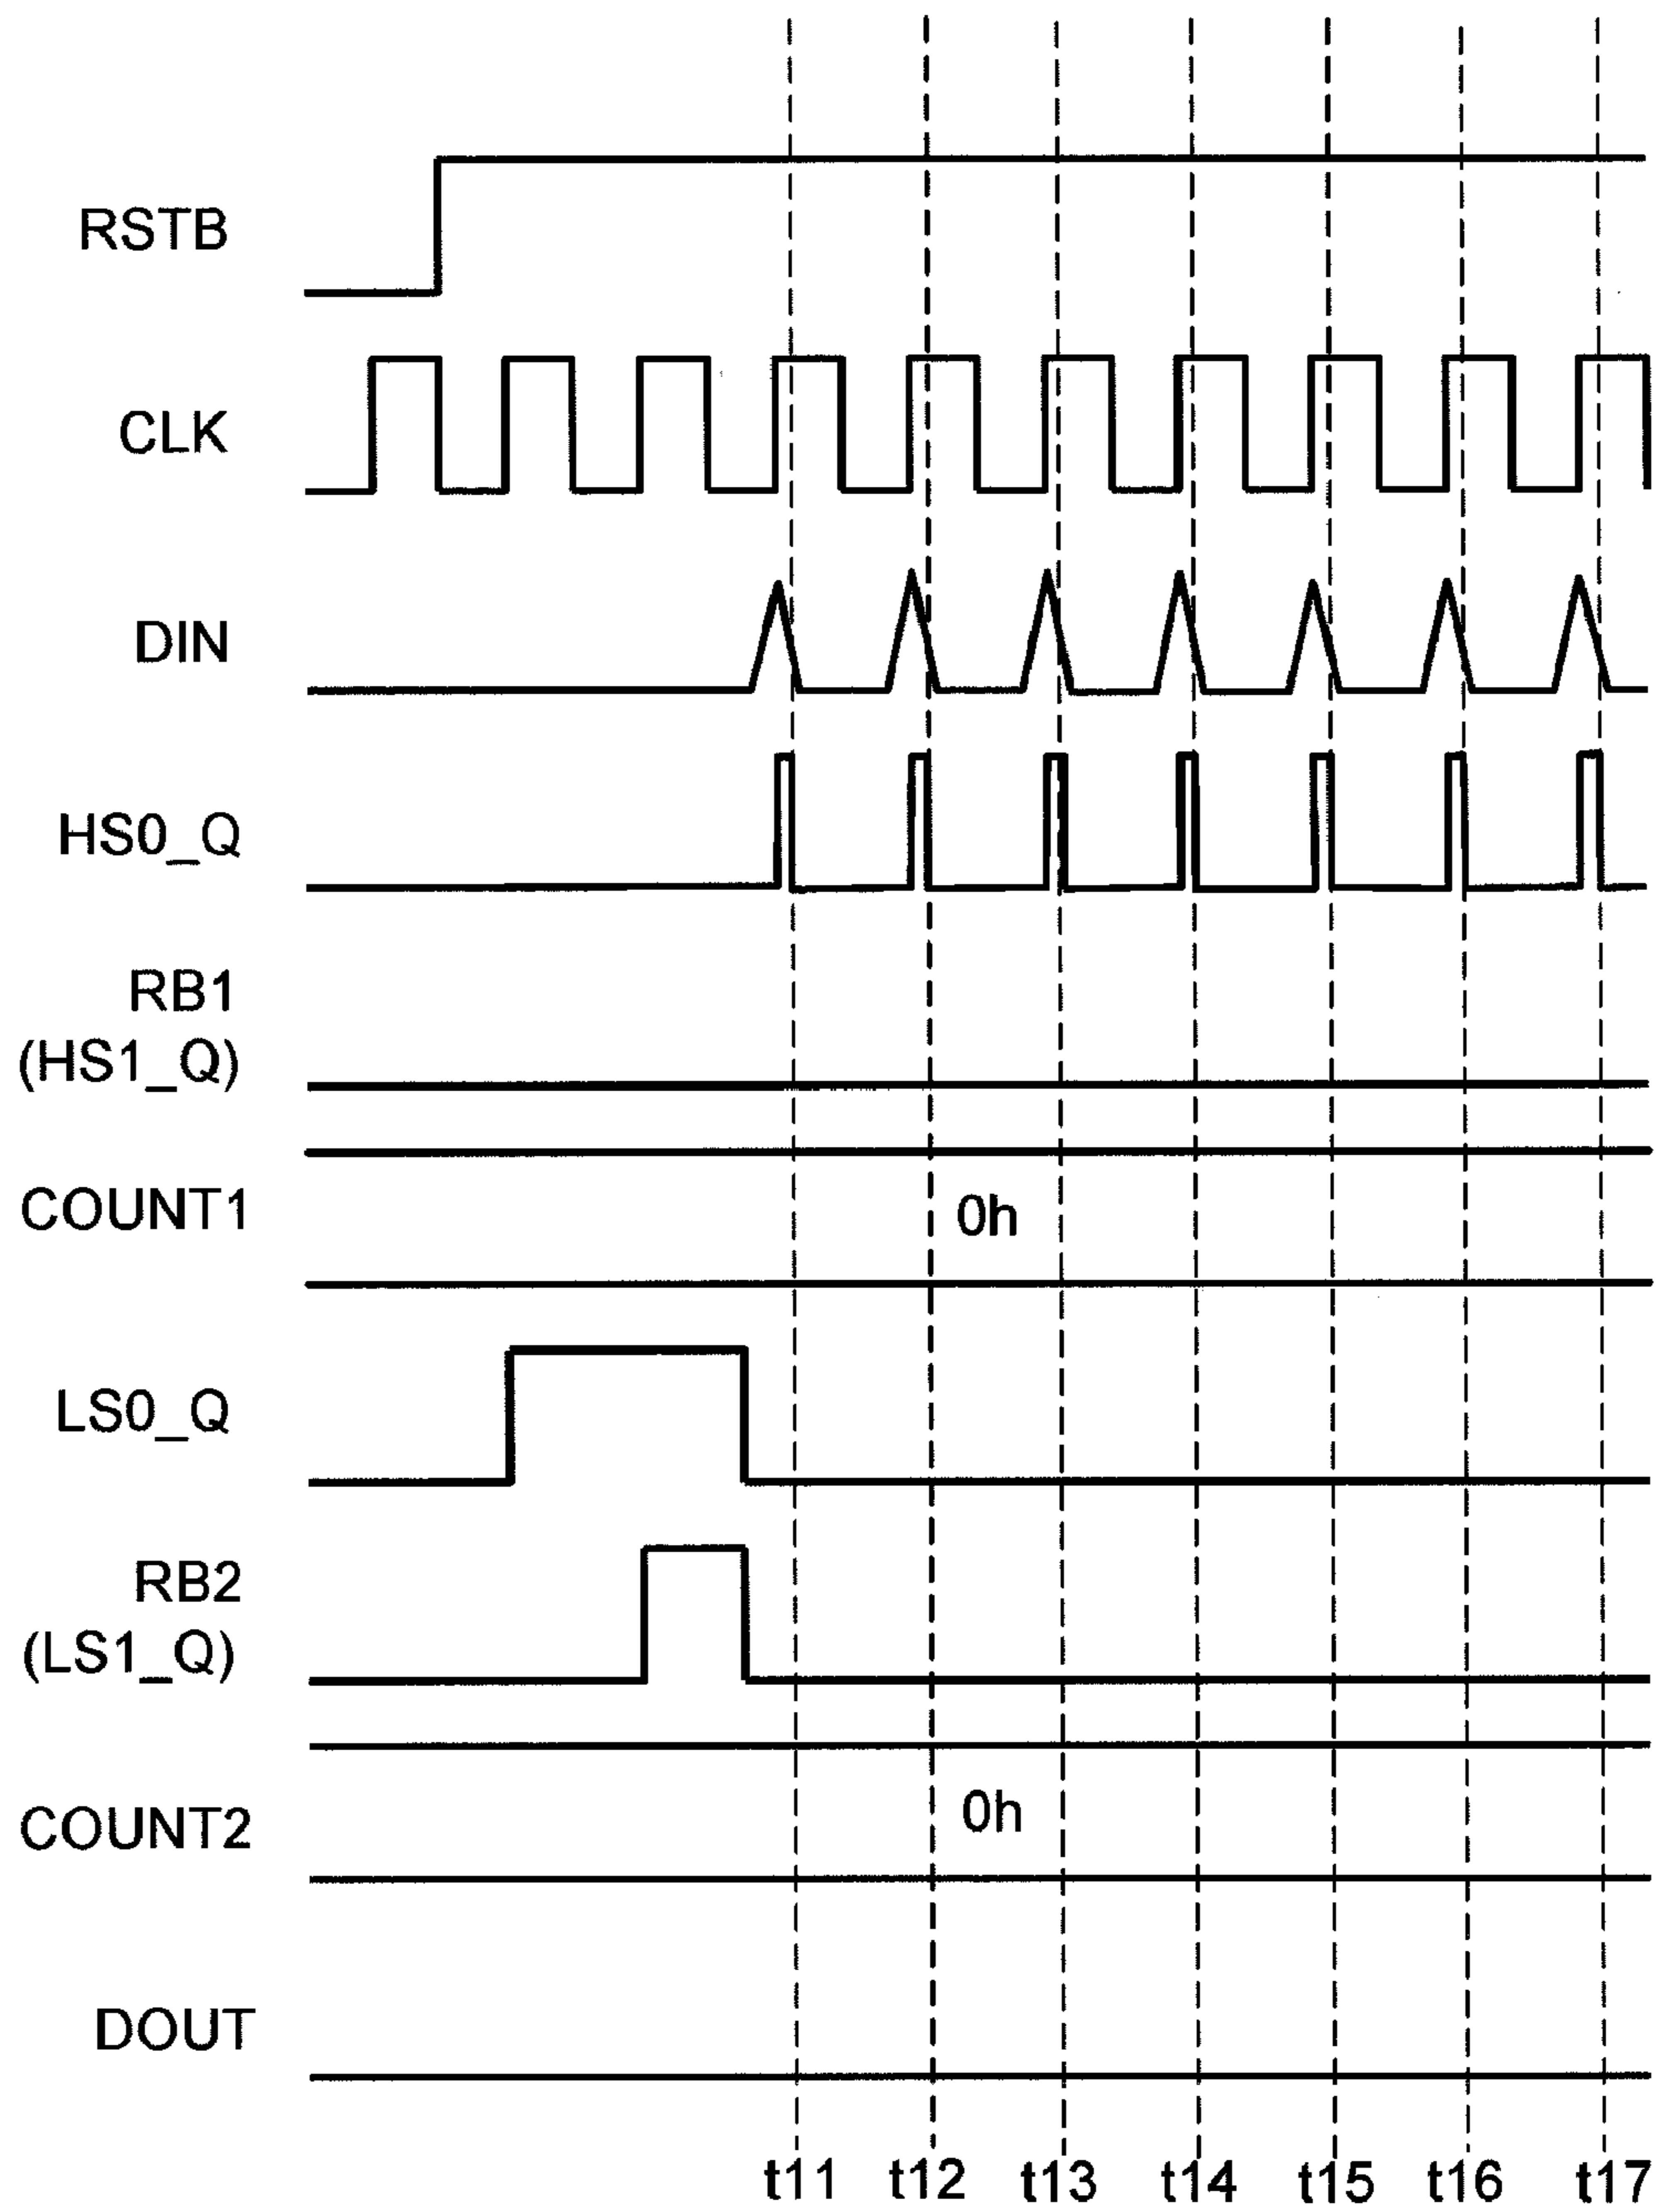 RSTB
CLK
DIN
HS0_Q
RB1
(HS1_Q)
COUNT1
0h
LS0_Q
RB2
(LS1_Q)
COUNT2
0h
DOUT
t11 t12 t13 t14 t15 t16 t17